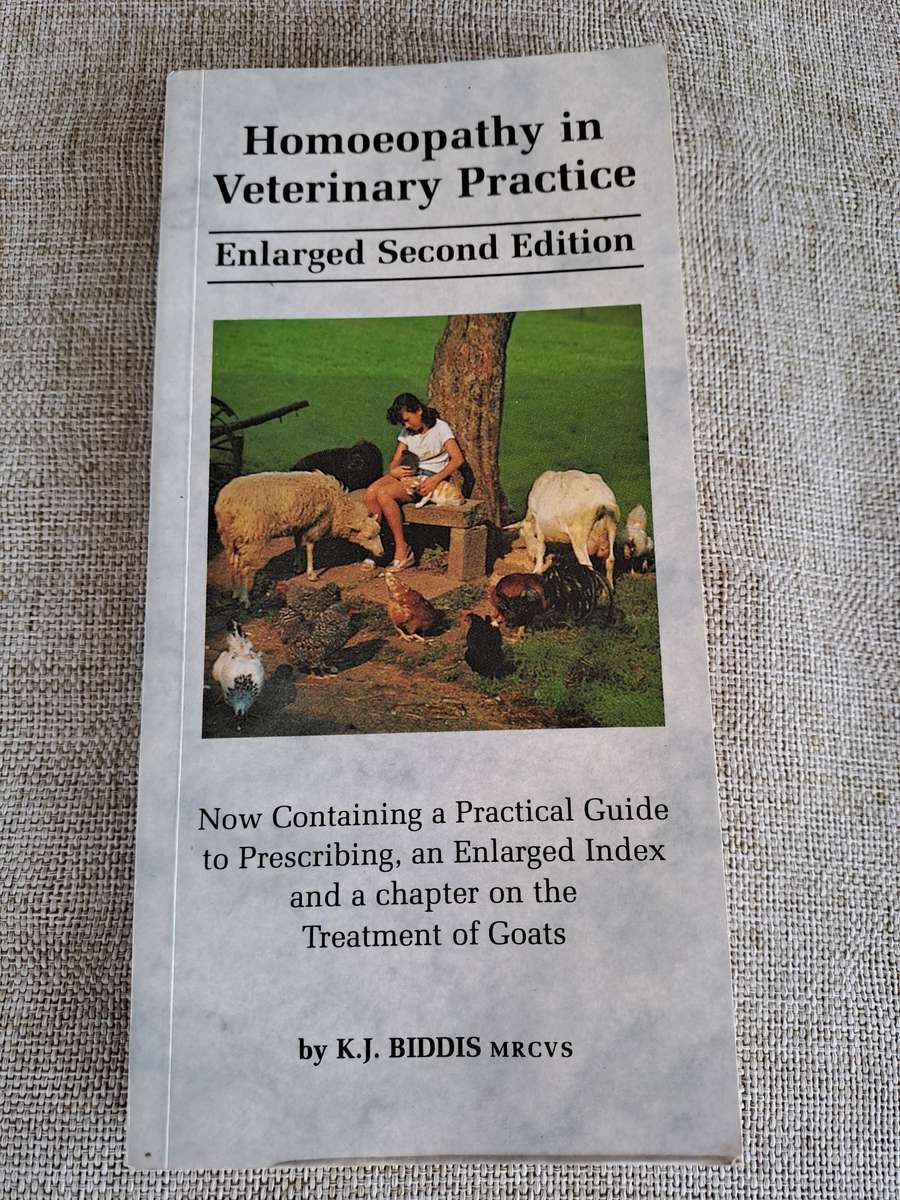 Homoeopathy in
Veterinary Practice
Enlarged Second Edition
Now Containing a Practical Guide
to Prescribing, an Enlarged Index
and a chapter on the
Treatment of Goats
by K.J. BIDDIS MRCVS